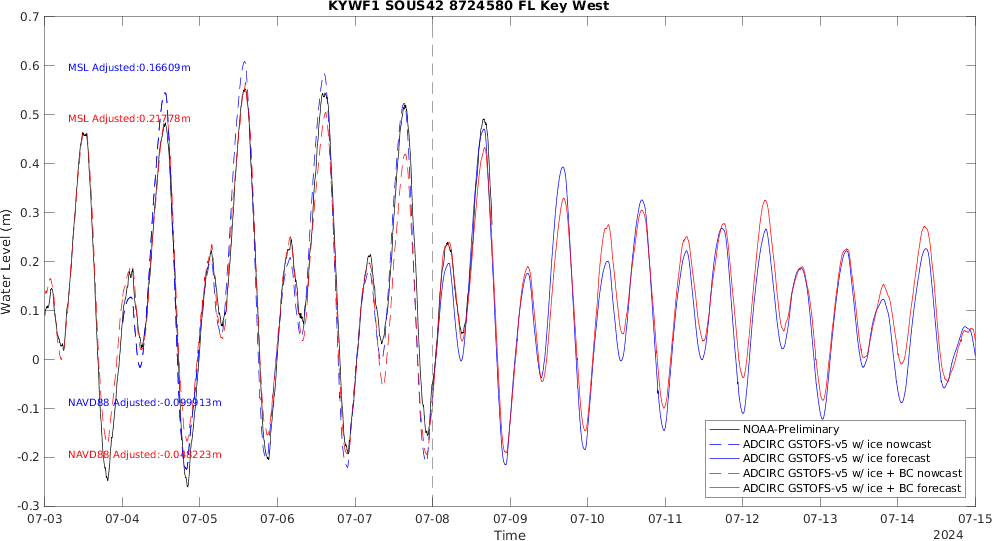 KYWF1 SOUS42 8724580 FL Key West
0.7
0.6
0.5
0.4
0.3
0.2
0.1
0
-0.1
-0.2
-0.3
Water Level (m)
MSL Adjusted:0.16609m
MSL Adjusted:0.21778m
NAVD88 Adjusted:-0.099913m
NAVD88 Adjusted:-0.048223m
NOAA-Preliminary
ADCIRC GSTOFS-v5 w/ ice nowcast
ADCIRC GSTOFS-v5 w/ ice forecast
ADCIRC GSTOFS-v5 w/ ice + BC nowcast
ADCIRC GSTOFS-v5 w/ ice + BC forecast
07-03 07-04 07-05 07-06 07-07 07-08 07-09 07-10 07-11 07-12 07-13 07-14 07-15
Time
2024